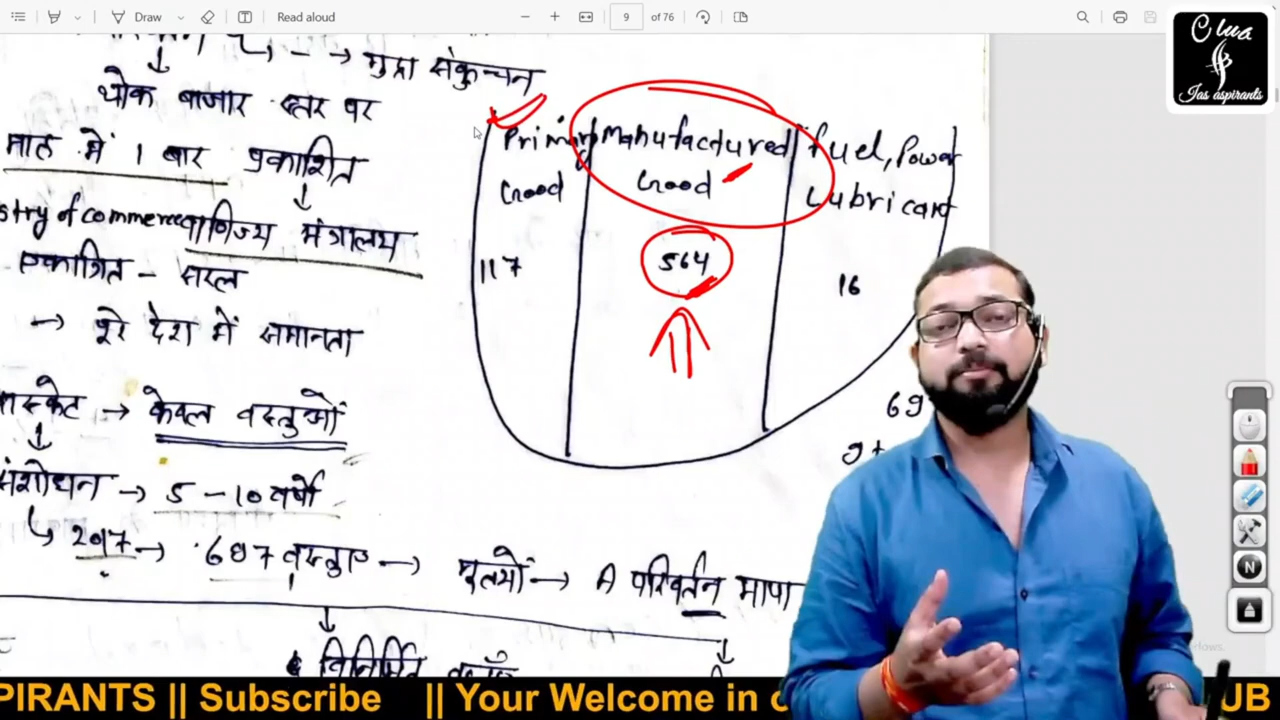 Draw
Read aloud
9 of 76
Clua
Ias aspirants
→ मुद्रा संकुचन
थोक बाजार स्तर पर
माह में 1 बार प्रकाशित
stry of commerce वाणिज्य मंत्रालय
एकत्रित - सरल
→ पूरे देश में समानता
बास्केट → केवल वस्तुओं
संशोधन → 5-10 वर्षों
2017 → 697 वस्तुए → मूल्यों → A परिवर्तन मापा
Primary
Good
117
Manufactured
Good
564
fuel, Power
Lubricant
16
69
N
PIRANTS || Subscribe || Your Welcome in
UB